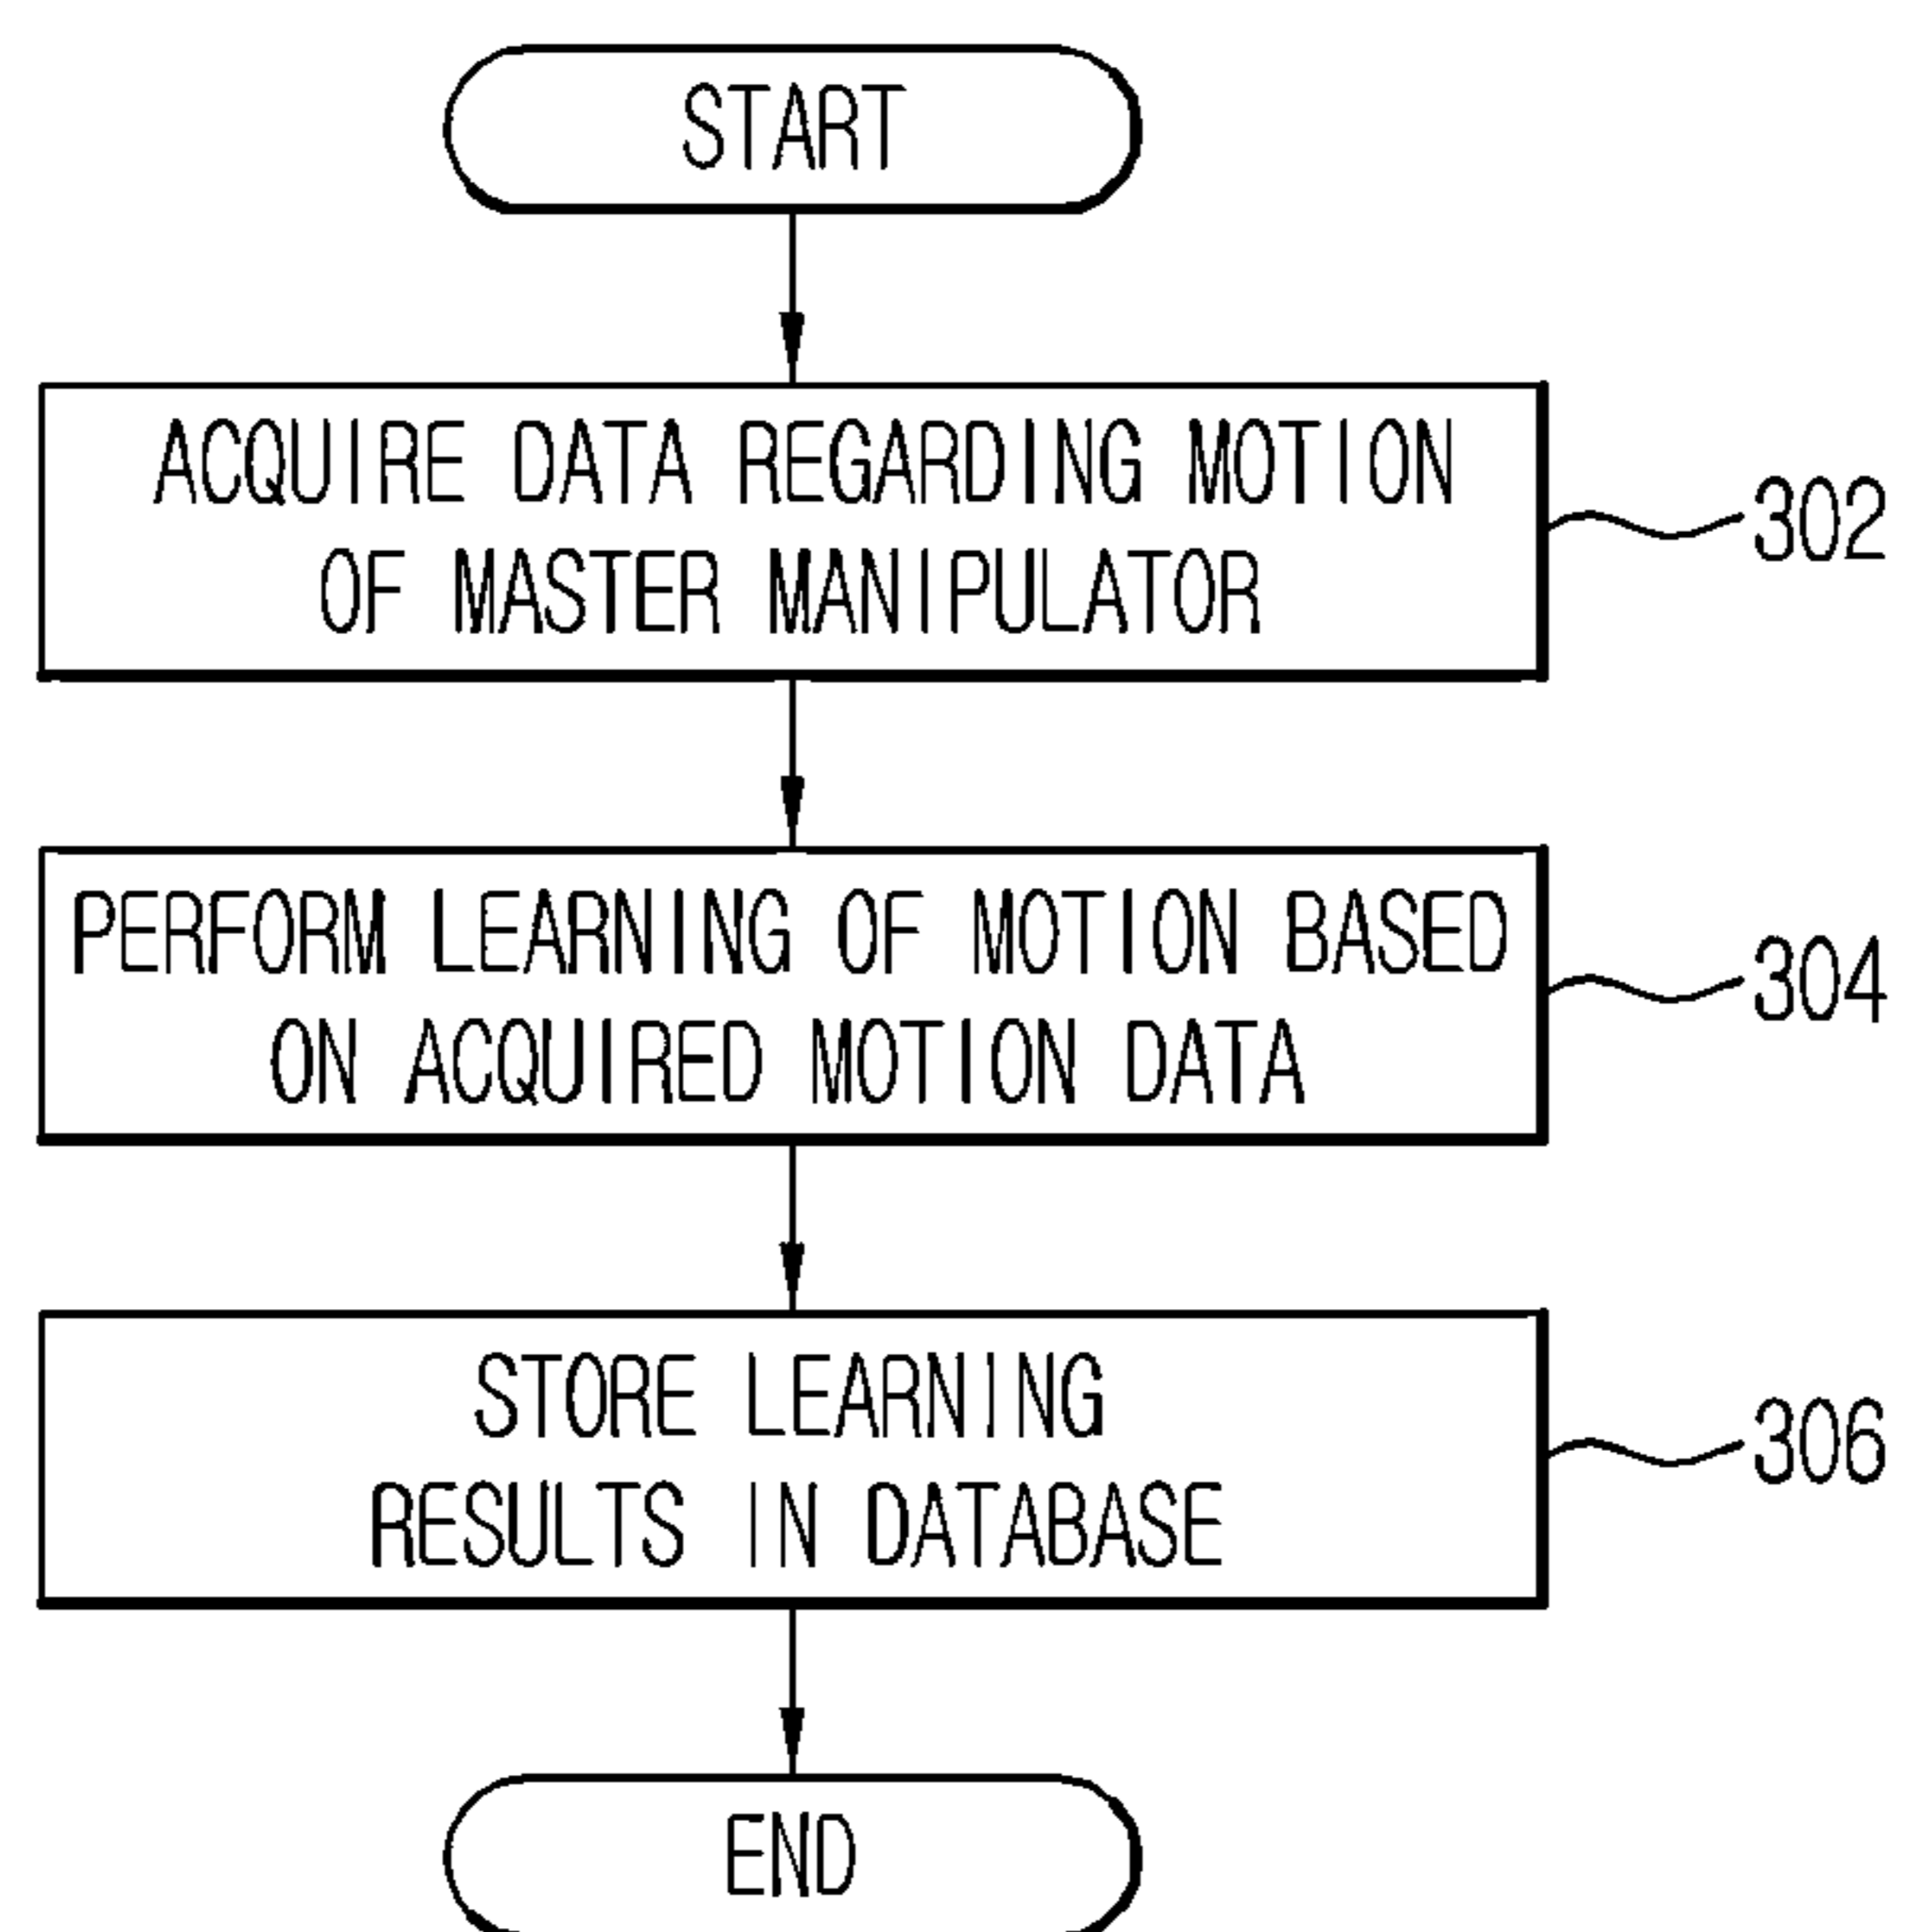 START
ACQUIRE DATA REGARDING MOTION
OF MASTER MANIPULATOR
302
PERFORM LEARNING OF MOTION BASED
ON ACQUIRED MOTION DATA
304
STORE LEARNING
RESULTS IN DATABASE
306
END